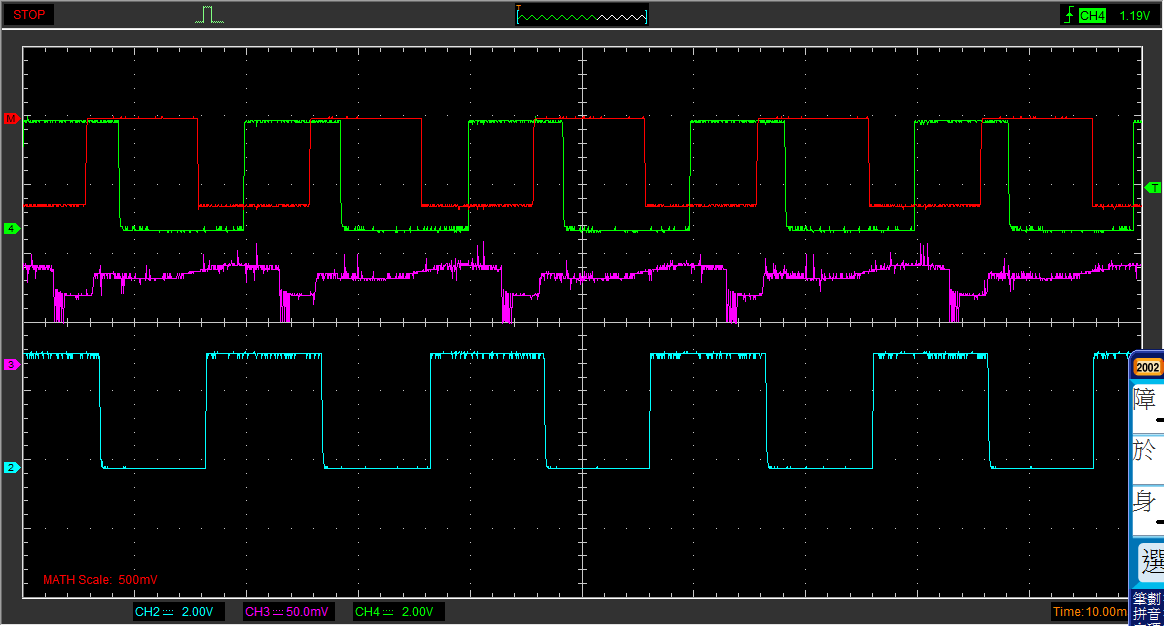 STOP
T
CH4 1.19V
M
T
4
3
2
2002
障
於
身
選
MATH Scale: 500mV
CH2 2.00V CH3 50.0mV CH4 2.00V Time: 10.00m
筆劃
拼音